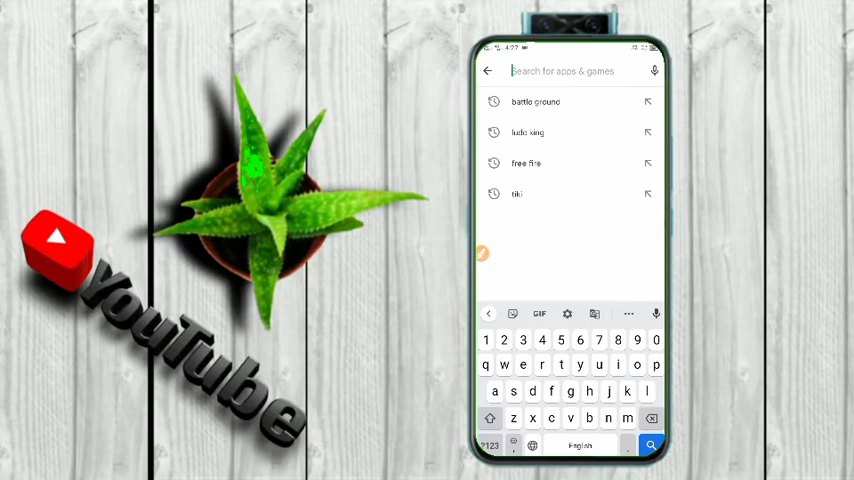 4:27
Search for apps & games
battle ground
ludo king
free fire
tiki
GIF
1 2 3 4 5 6 7 8 9 0
q w e r t y u i o p
a s d f g h j k l
z x c v b n m
?123 , English .
YouTube